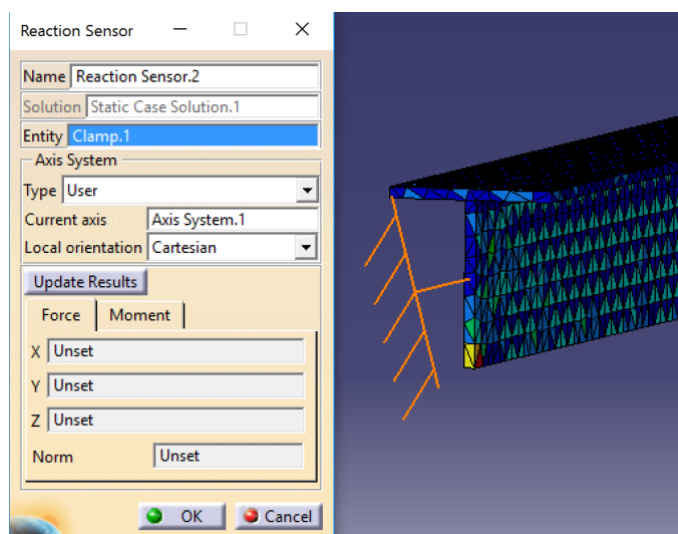 Reaction Sensor
Name Reaction Sensor.2
Solution Static Case Solution.1
Entity Clamp.1
Axis System
Type User
Current axis Axis System.1
Local orientation Cartesian
Update Results
Force Moment
X Unset
Y Unset
Z Unset
Norm Unset
OK Cancel